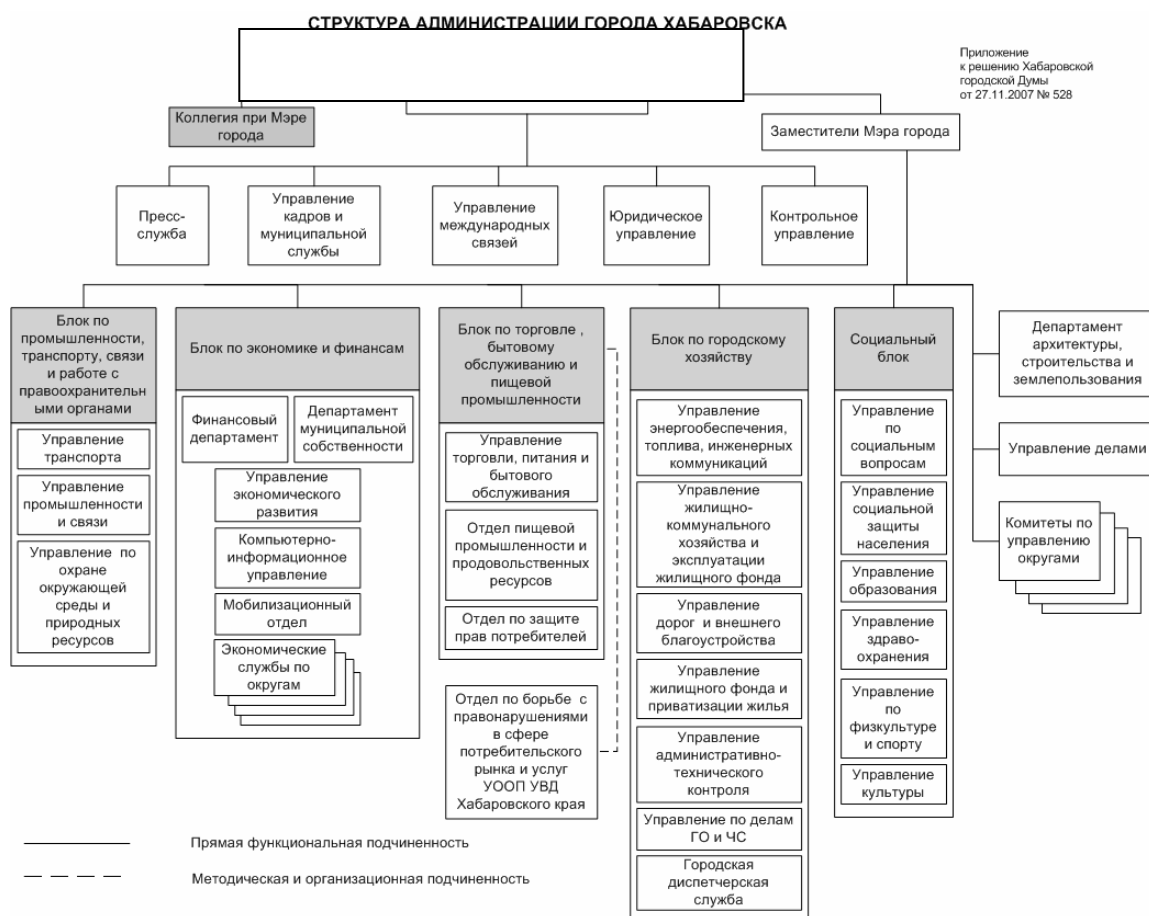 СТРУКТУРА АДМИНИСТРАЦИИ ГОРОДА ХАБАРОВСКА
Приложение
к решению Хабаровской
городской Думы
от 27.11.2007 № 528
Коллегия при Мэре
города
Заместители Мэра города
Пресс-
служба
Управление
кадров и
муниципальной
службы
Управление
международных
связей
Юридическое
управление
Контрольное
управление
Блок по
промышленности,
транспорту, связи
и работе с
правоохранительн
ыми органами
Управление
транспорта
Управление
промышленности
и связи
Управление по
охране
окружающей
среды и
природных
ресурсов
Блок по экономике и финансам
Финансовый
департамент
Департамент
муниципальной
собственности
Управление
экономического
развития
Компьютерно-
информационное
управление
Мобилизационный
отдел
Экономические
службы по
округам
Блок по торговле ,
бытовому
обслуживанию и
пищевой
промышленности
Управление
торговли, питания и
бытового
обслуживания
Отдел пищевой
промышленности и
продовольственных
ресурсов
Отдел по защите
прав потребителей
Отдел по борьбе с
правонарушениями
в сфере
потребительского
рынка и услуг
УООП УВД
Хабаровского края
Блок по городскому
хозяйству
Управление
энергообеспечения,
топлива, инженерных
коммуникаций
Управление
жилищно-
коммунального
хозяйства и
эксплуатации
жилищного фонда
Управление
дорог и внешнего
благоустройства
Управление
жилищного фонда и
приватизации жилья
Управление
административно-
технического
контроля
Управление по делам
ГО и ЧС
Городская
диспетчерская
служба
Социальный
блок
Управление
по
социальным
вопросам
Управление
социальной
защиты
населения
Управление
образования
Управление
здраво-
охранения
Управление
по
физкультуре
и спорту
Управление
культуры
Департамент
архитектуры,
строительства и
землепользования
Управление делами
Комитеты по
управлению
округами
Прямая функциональная подчиненность
Методическая и организационная подчиненность